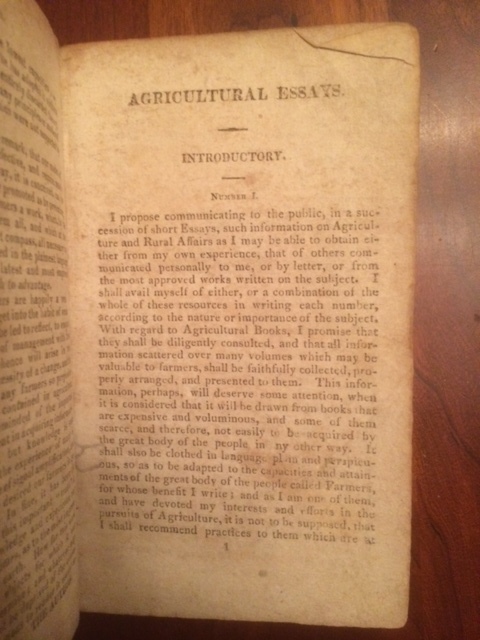 AGRICULTURAL ESSAYS.
INTRODUCTORY.
NUMBER I.
I propose communicating to the public, in a suc-
cession of short Essays, such information on Agricul-
ture and Rural Affairs as I may be able to obtain ei-
ther from my own experience, that of others com-
municated personally to me, or by letter, or from
the most approved works written on the subject. I
shall avail myself of either, or a combination of the
whole of these resources in writing each number,
according to the nature or importance of the subject.
With regard to Agricultural Books, I promise that
they shall be diligently consulted, and that all infor-
mation scattered over many volumes which may be
valuable to farmers, shall be faithfully collected, pro-
perly arranged, and presented to them. This infor-
mation, perhaps, will deserve some attention, when
it is considered that it will be drawn from books that
are expensive and voluminous, and some of them
scarce, and therefore, not easily to be acquired by
the great body of the people in any other way. It
shall also be clothed in language plain and perspicu-
ous, so as to be adapted to the capacities and attain-
ments of the great body of the people called Farmers,
for whose benefit I write; and as I am one of them,
and have devoted my interests and efforts in the
pursuits of Agriculture, it is not to be supposed, that
I shall recommend practices to them which are at
1